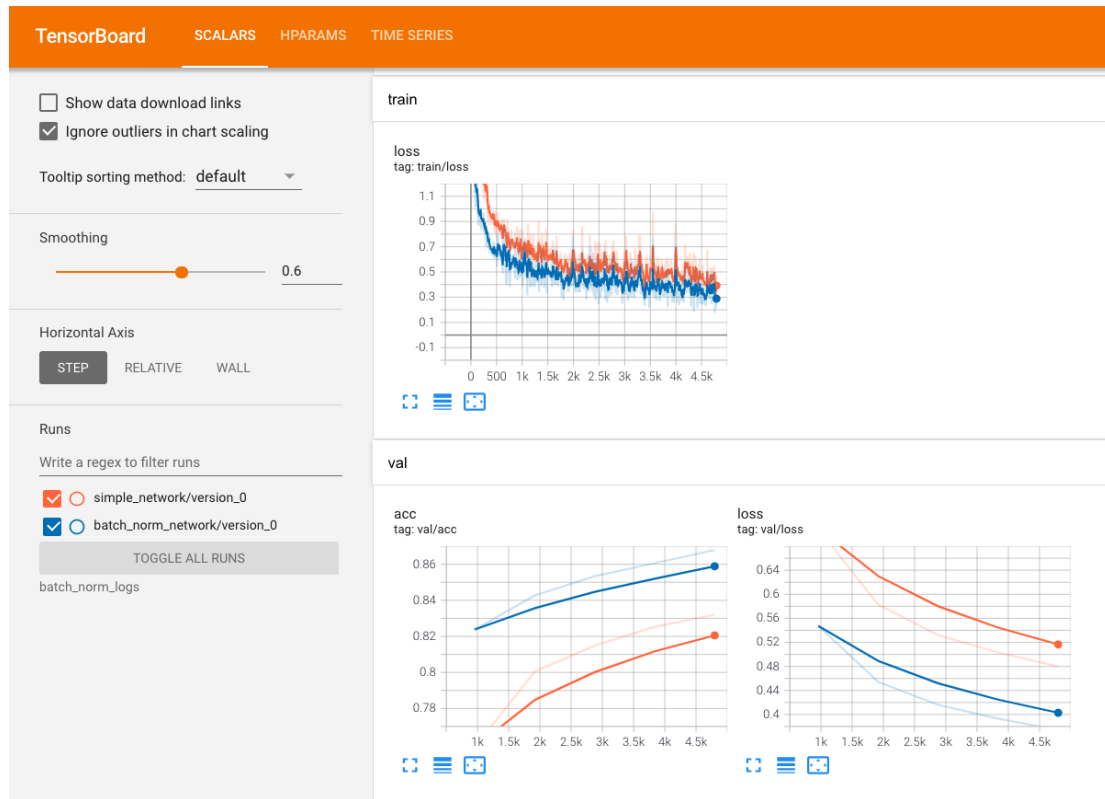 TensorBoard SCALARS HPARAMS TIME SERIES
Show data download links
Ignore outliers in chart scaling
Tooltip sorting method: default
Smoothing
0.6
Horizontal Axis
STEP RELATIVE WALL
Runs
Write a regex to filter runs
simple_network/version_0
batch_norm_network/version_0
TOGGLE ALL RUNS
batch_norm_logs
train
loss
tag: train/loss
1.1
0.9
0.7
0.5
0.3
0.1
-0.1
0 500 1k 1.5k 2k 2.5k 3k 3.5k 4k 4.5k
val
acc
tag: val/acc
0.86
0.84
0.82
0.8
0.78
1k 1.5k 2k 2.5k 3k 3.5k 4k 4.5k
loss
tag: val/loss
0.64
0.6
0.56
0.52
0.48
0.44
0.4
1k 1.5k 2k 2.5k 3k 3.5k 4k 4.5k